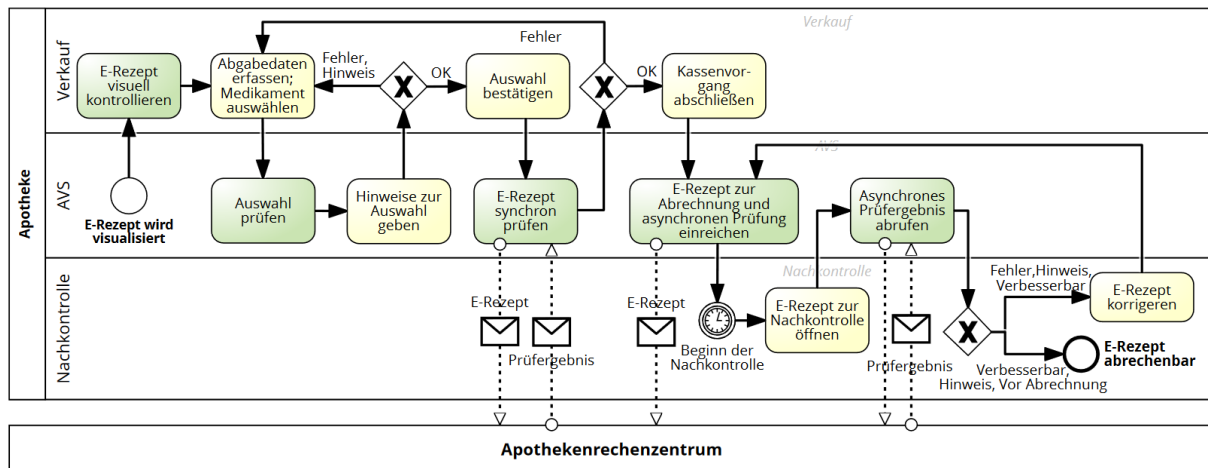 Apotheke
Verkauf
Verkauf
E-Rezept
visuell
kontrollieren
Abgabedaten
erfassen;
Medikament
auswählen
Fehler,
Hinweis
OK
Auswahl
bestätigen
Fehler
OK
Kassenvor-
gang
abschließen
AVS
AVS
E-Rezept wird
visualisiert
Auswahl
prüfen
Hinweise zur
Auswahl
geben
E-Rezept
synchron
prüfen
E-Rezept zur
Abrechnung und
asynchronen Prüfung
einreichen
Asynchrones
Prüfergebnis
abrufen
Nachkontrolle
Nachkontrolle
E-Rezept
Prüfergebnis
E-Rezept
Beginn der
Nachkontrolle
E-Rezept zur
Nachkontrolle
öffnen
Prüfergebnis
Fehler,Hinweis,
Verbesserbar
E-Rezept
korrigeren
E-Rezept
abrechenbar
Verbesserbar,
Hinweis, Vor Abrechnung
Apothekenrechenzentrum